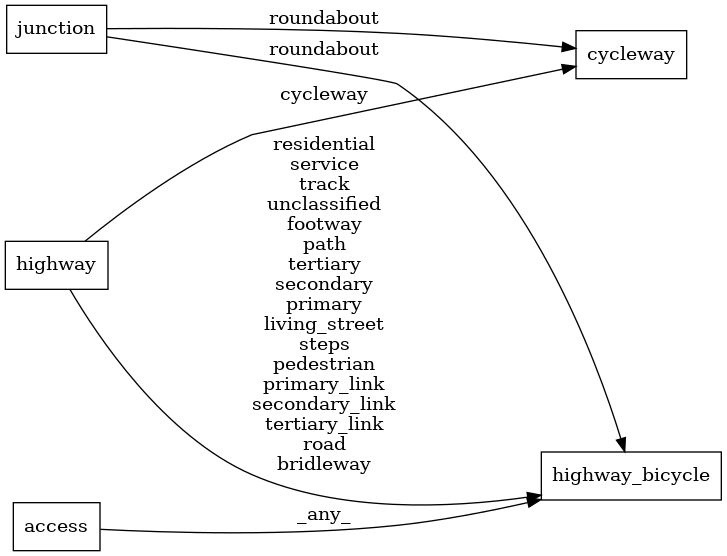 junction
roundabout
roundabout
cycleway
cycleway
highway
residential
service
track
unclassified
footway
path
tertiary
secondary
primary
living_street
steps
pedestrian
primary_link
secondary_link
tertiary_link
road
bridleway
highway_bicycle
access
_any_